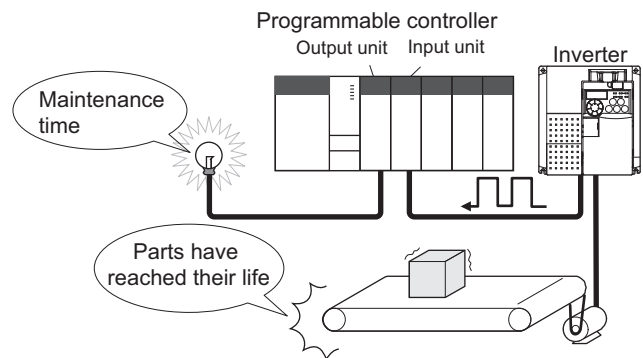 Programmable controller
Output unit
Input unit
Inverter
Maintenance
time
Parts have
reached their life